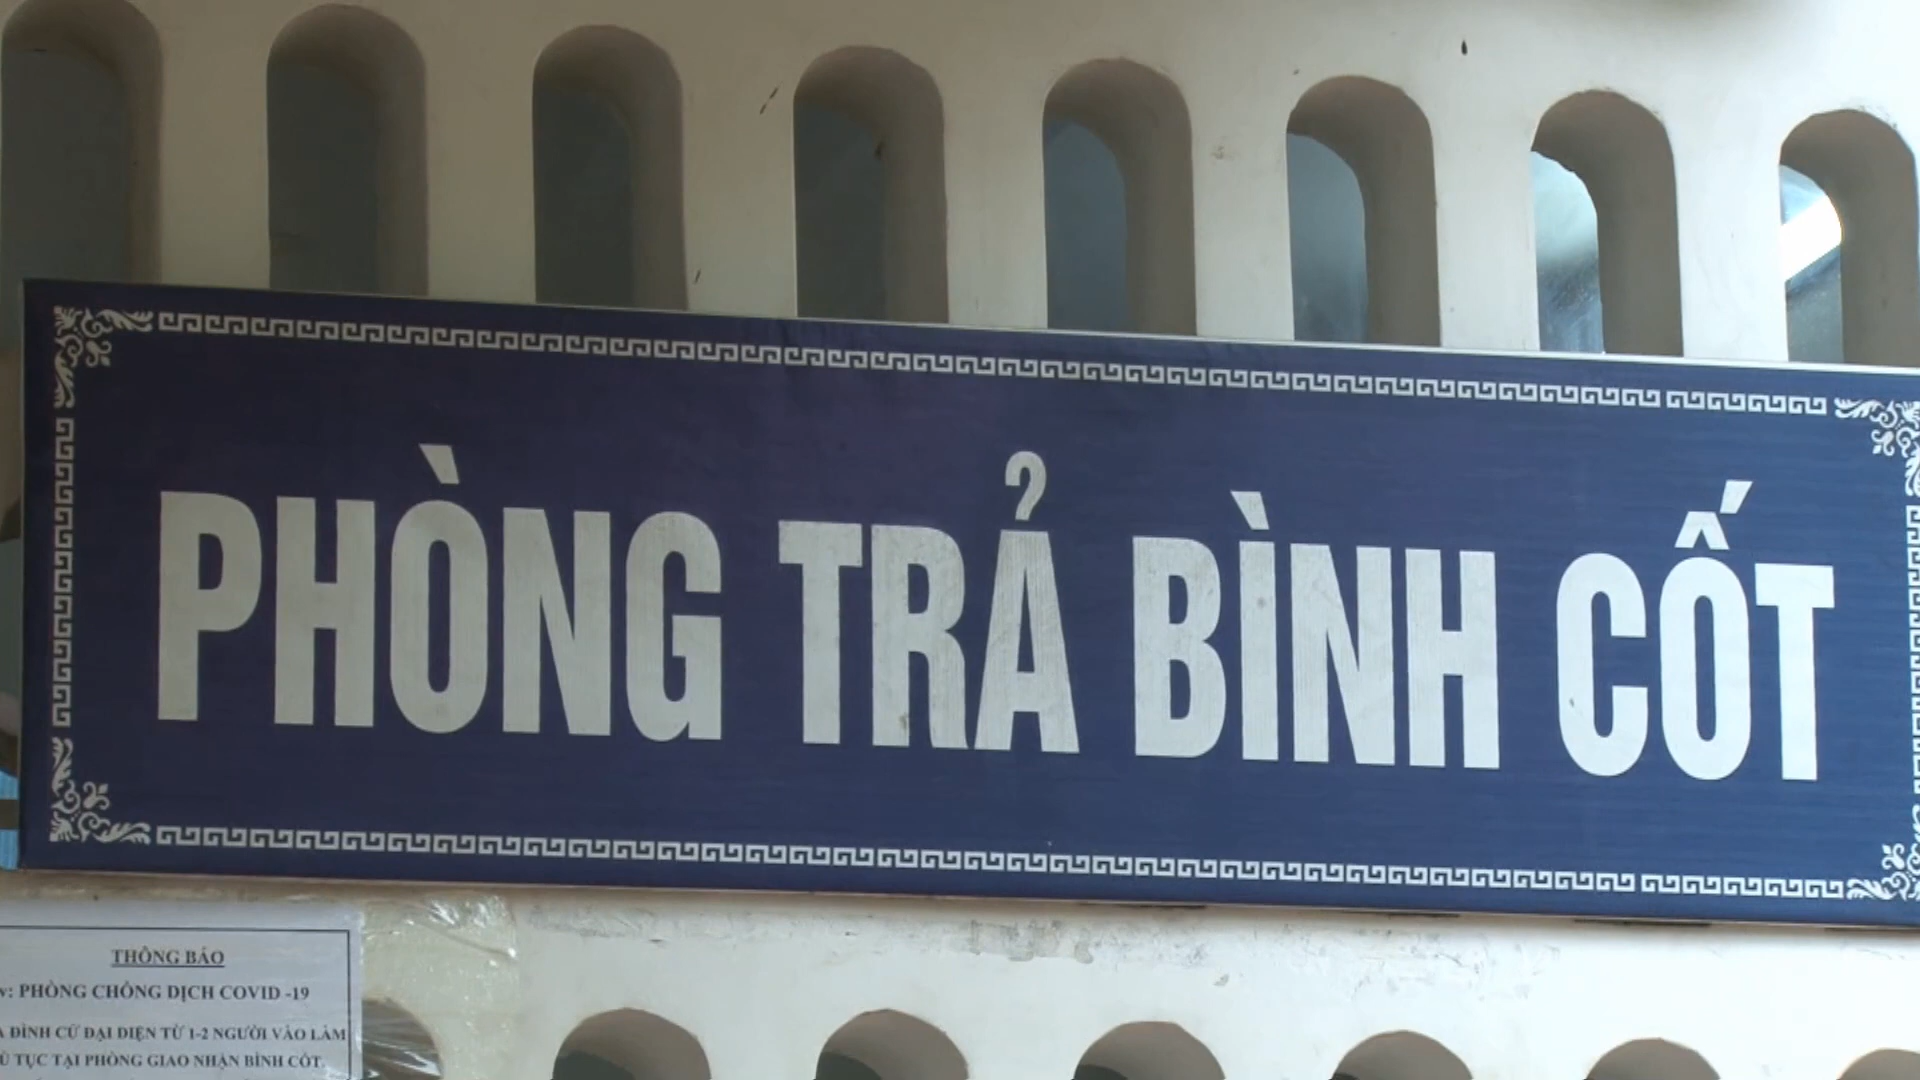 PHÒNG TRẢ BÌNH CỐT
THÔNG BÁO
v: PHÒNG CHỐNG DỊCH COVID -19
ĐÌNH CỬ ĐẠI DIỆN TỪ 1-2 NGƯỜI VÀO LÀM
TỤC TẠI PHÒNG GIAO NHẬN BÌNH CỐT.